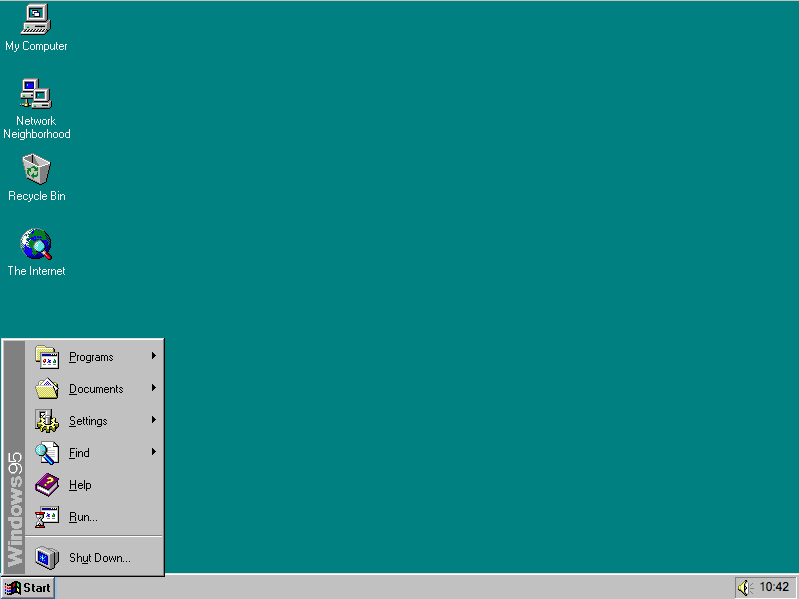 My Computer
Network
Neighborhood
Recycle Bin
The Internet
Programs
Documents
Settings
Find
Help
Run...
Shut Down...
Windows95
Start
10:42